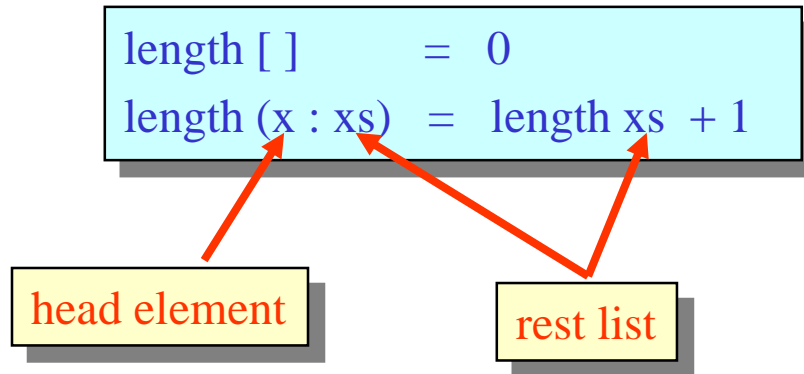 length [ ] = 0
length (x : xs) = length xs + 1
head element
rest list